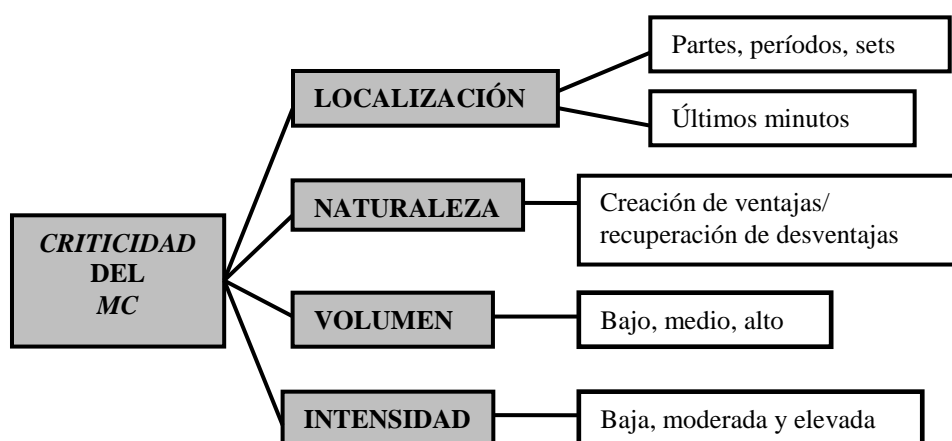 CRITICIDAD
DEL
MC
LOCALIZACIÓN
Partes, períodos, sets
Últimos minutos
NATURALEZA
Creación de ventajas/
recuperación de desventajas
VOLUMEN
Bajo, medio, alto
INTENSIDAD
Baja, moderada y elevada